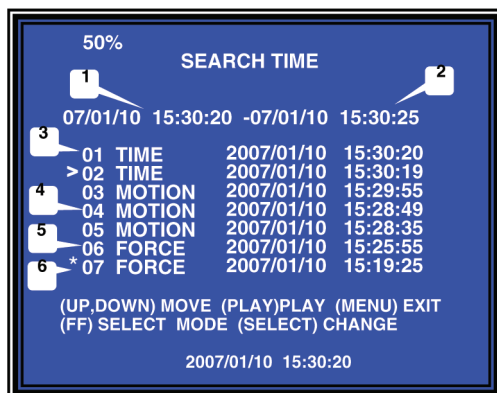 50%
SEARCH TIME
1
2
07/01/10 15:30:20 -07/01/10 15:30:25
3
01 TIME 2007/01/10 15:30:20
>02 TIME 2007/01/10 15:30:19
03 MOTION 2007/01/10 15:29:55
4
04 MOTION 2007/01/10 15:28:49
05 MOTION 2007/01/10 15:28:35
5
06 FORCE 2007/01/10 15:25:55
6
*07 FORCE 2007/01/10 15:19:25
(UP,DOWN) MOVE (PLAY)PLAY (MENU) EXIT
(FF) SELECT MODE (SELECT) CHANGE
2007/01/10 15:30:20